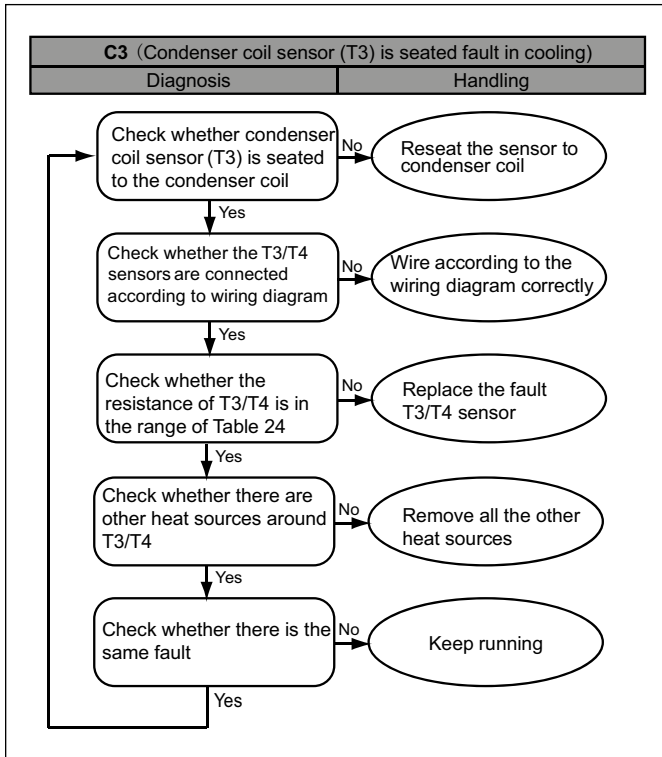 C3（Condenser coil sensor (T3) is seated fault in cooling)
Diagnosis
Handling
Check whether condenser
coil sensor (T3) is seated
to the condenser coil
No
Reseat the sensor to
condenser coil
Yes
Check whether the T3/T4
sensors are connected
according to wiring diagram
No
Wire according to the
wiring diagram correctly
Yes
Check whether the
resistance of T3/T4 is in
the range of Table 24
No
Replace the fault
T3/T4 sensor
Yes
Check whether there are
other heat sources around
T3/T4
No
Remove all the other
heat sources
Yes
Check whether there is the
same fault
No
Keep running
Yes